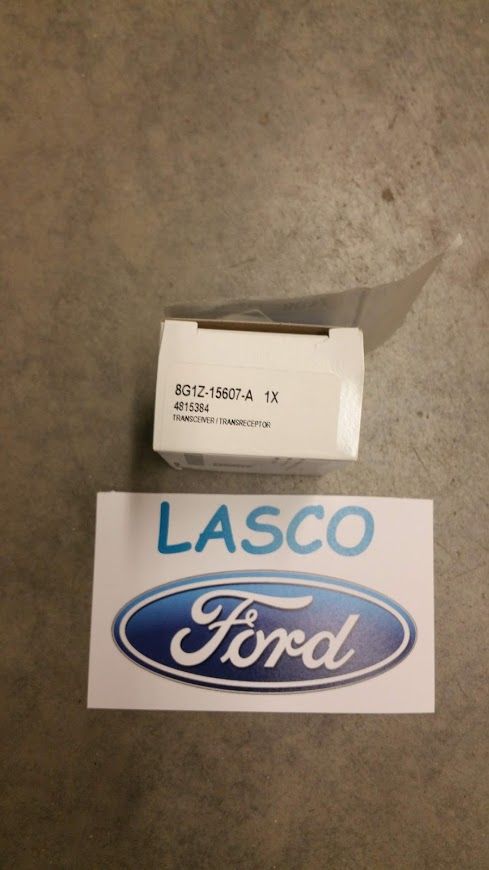 8G1Z-15607-A 1X
4815384
TRANSCEIVER / TRANSRECEPTOR
LASCO
Ford